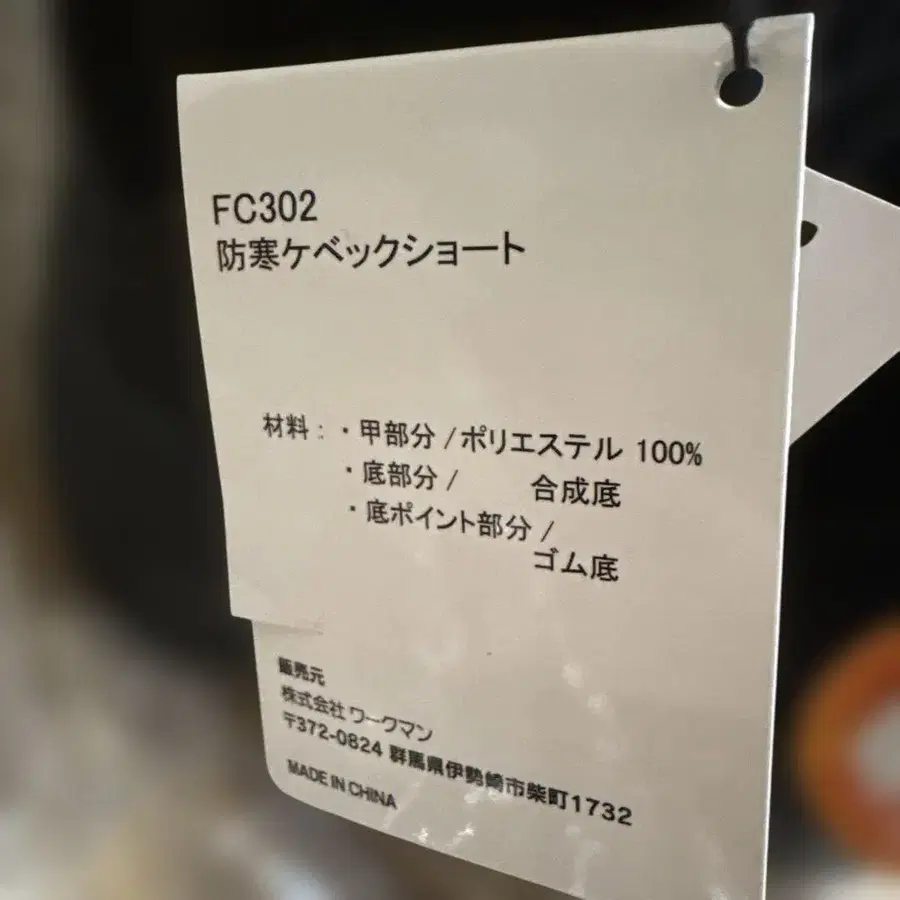 FC302
防寒ケベックショート
材料：・甲部分/ポリエステル 100%
・底部分/ 合成底
・底ポイント部分/
ゴム底
販売元
株式会社 ワークマン
〒372-0824 群馬県伊勢崎市柴町1732
MADE IN CHINA